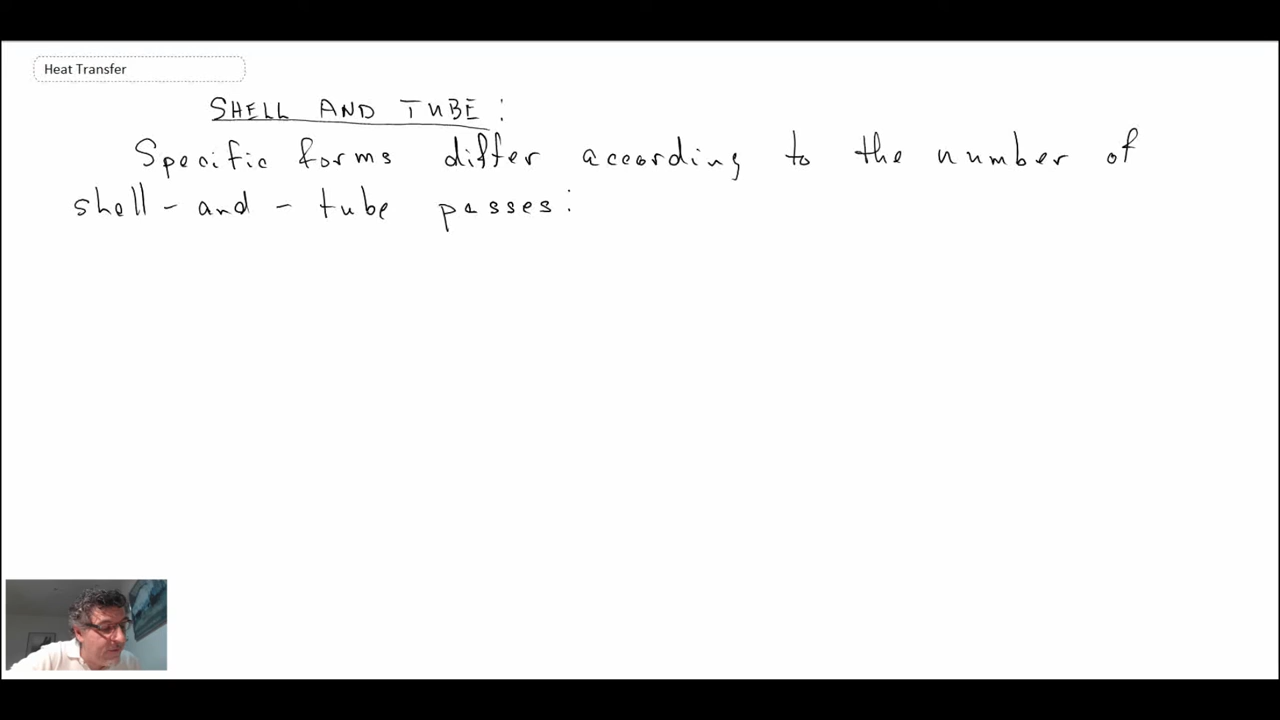 Heat Transfer
SHELL AND TUBE:
Specific forms differ according to the number of
shell-and-tube passes: